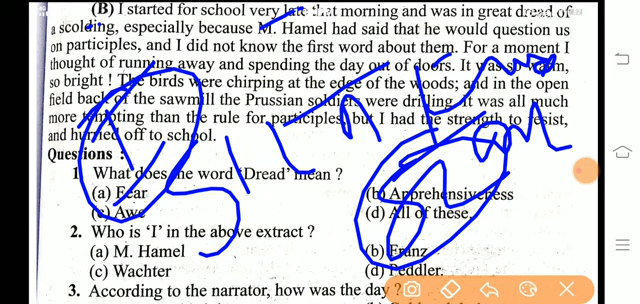 (B) I started for school very late that morning and was in great dread of
a scolding, especially because M. Hamel had said that he would question us
on participles, and I did not know the first word about them. For a moment I
thought of running away and spending the day out of doors. It was so warm,
so bright ! The birds were chirping at the edge of the woods; and in the open
field back of the sawmill the Prussian soldiers were drilling. It was all much
more tempting than the rule for participles, but I had the strength to resist,
and hurried off to school.
Questions :
1. What does the word 'Dread' mean ?
(a) Fear (b) Apprehensiveness
(c) Awe (d) All of these.
2. Who is 'I' in the above extract ?
(a) M. Hamel (b) Franz
(c) Wachter (d) Peddler.
3. According to the narrator, how was the day ?